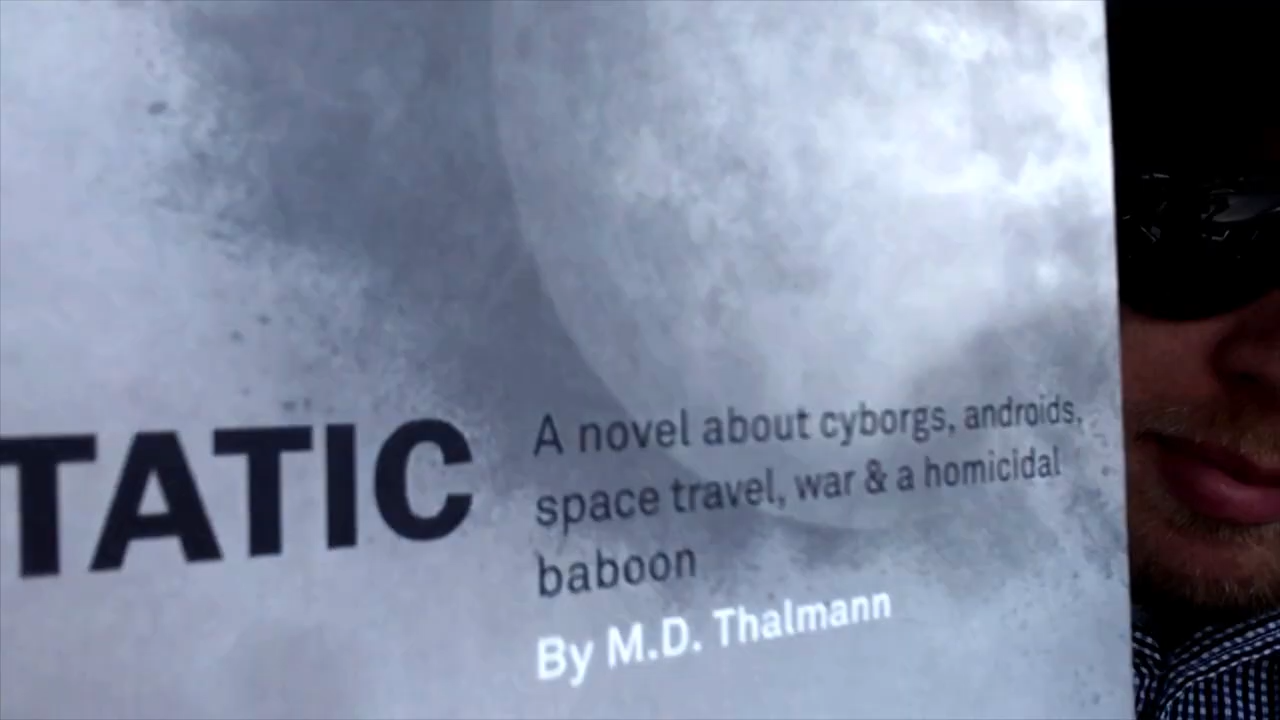 TATIC
A novel about cyborgs, androids,
space travel, war & a homicidal
baboon
By M.D. Thalmann